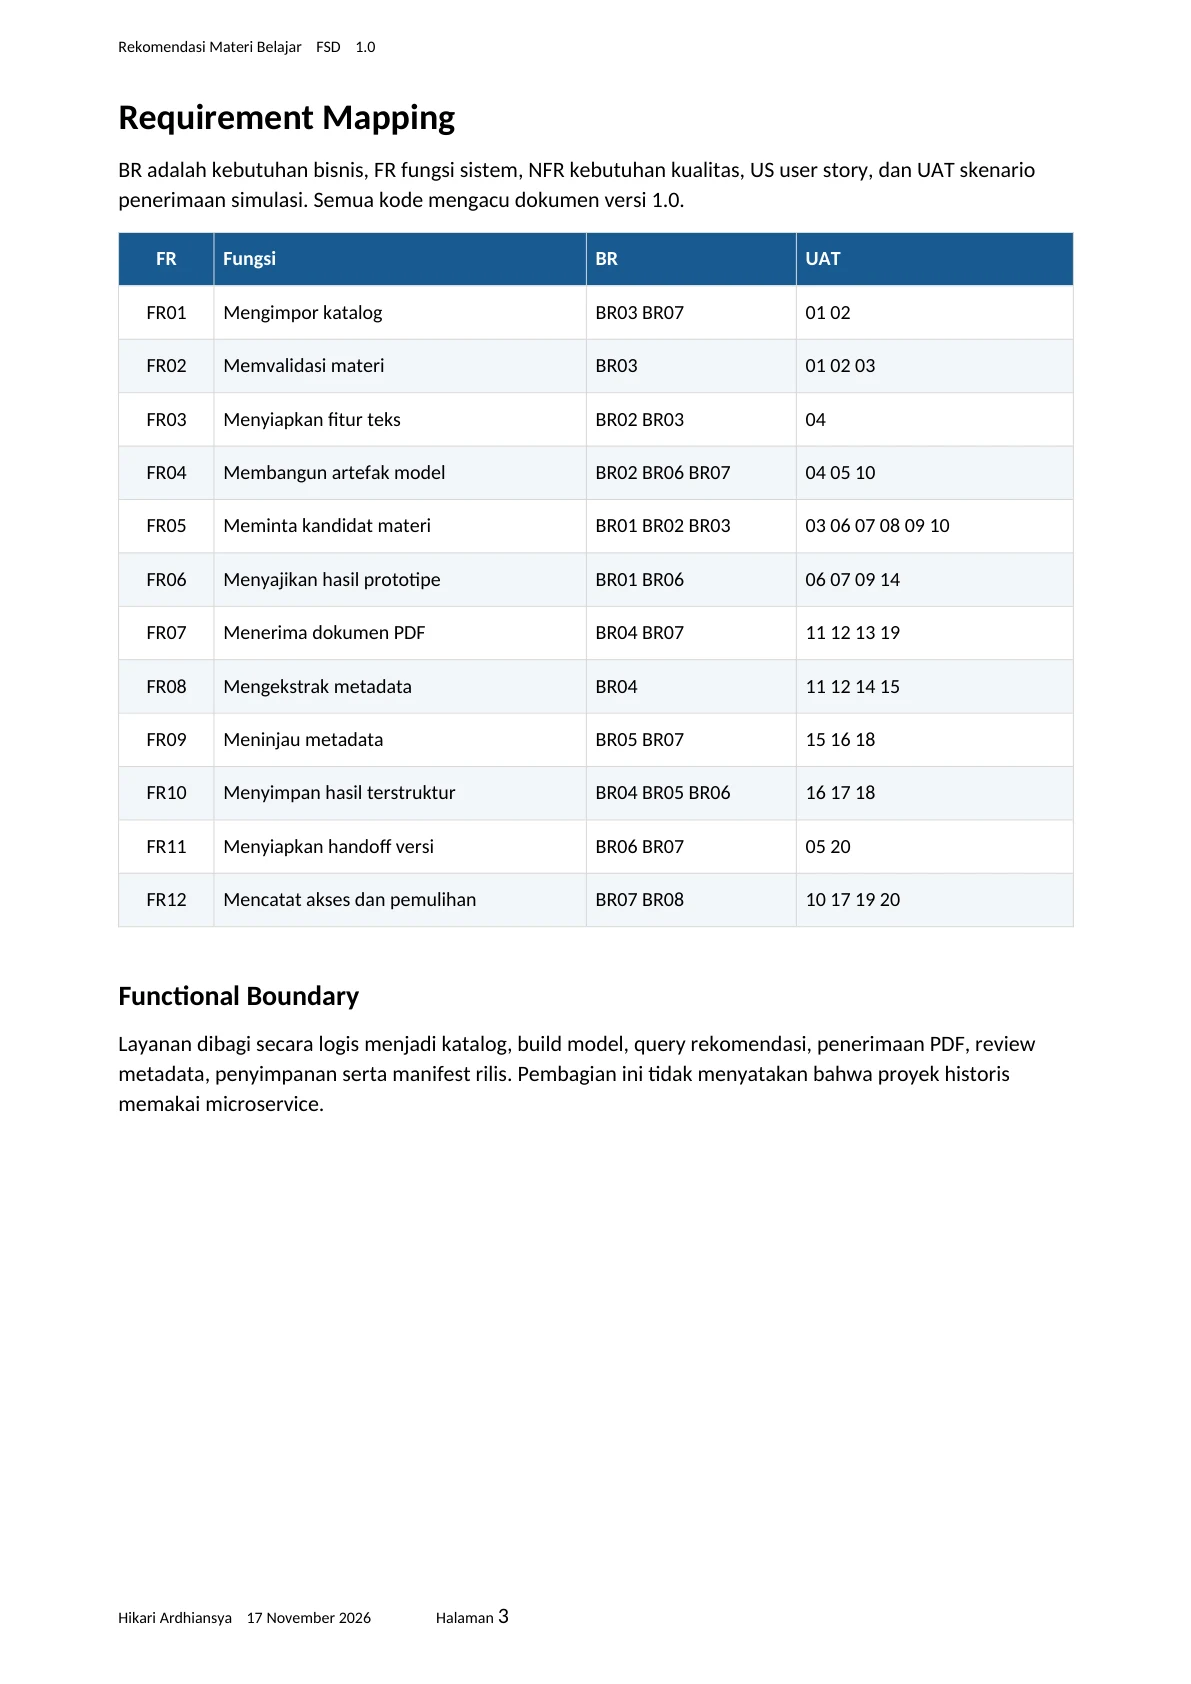 Rekomendasi Materi Belajar FSD 1.0
Requirement Mapping
BR adalah kebutuhan bisnis, FR fungsi sistem, NFR kebutuhan kualitas, US user story, dan UAT skenario
penerimaan simulasi. Semua kode mengacu dokumen versi 1.0.
FR Fungsi BR UAT
FR01 Mengimpor katalog BR03 BR07 01 02
FR02 Memvalidasi materi BR03 01 02 03
FR03 Menyiapkan fitur teks BR02 BR03 04
FR04 Membangun artefak model BR02 BR06 BR07 04 05 10
FR05 Meminta kandidat materi BR01 BR02 BR03 03 06 07 08 09 10
FR06 Menyajikan hasil prototipe BR01 BR06 06 07 09 14
FR07 Menerima dokumen PDF BR04 BR07 11 12 13 19
FR08 Mengekstrak metadata BR04 11 12 14 15
FR09 Meninjau metadata BR05 BR07 15 16 18
FR10 Menyimpan hasil terstruktur BR04 BR05 BR06 16 17 18
FR11 Menyiapkan handoff versi BR06 BR07 05 20
FR12 Mencatat akses dan pemulihan BR07 BR08 10 17 19 20
Functional Boundary
Layanan dibagi secara logis menjadi katalog, build model, query rekomendasi, penerimaan PDF, review
metadata, penyimpanan serta manifest rilis. Pembagian ini tidak menyatakan bahwa proyek historis
memakai microservice.
Hikari Ardhiansya 17 November 2026 Halaman 3